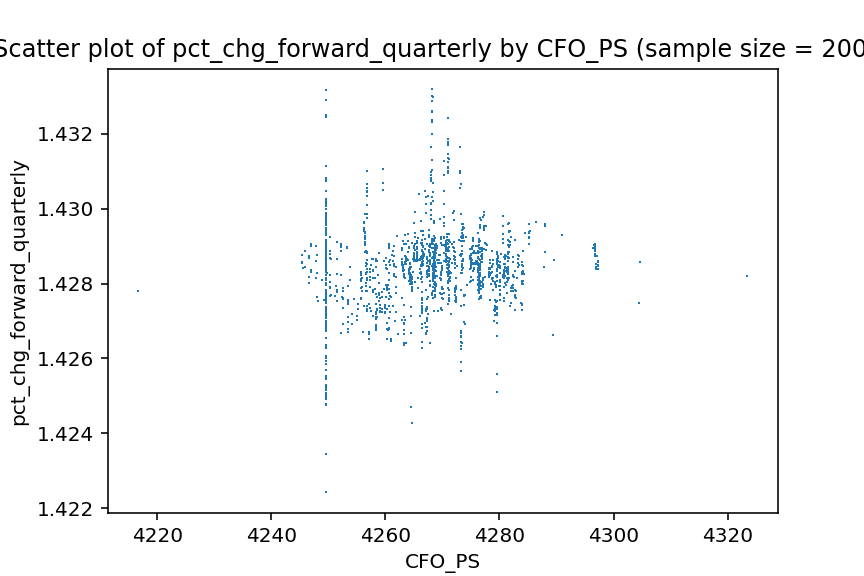 Scatter plot of pct_chg_forward_quarterly by CFO_PS (sample size = 200
pct_chg_forward_quarterly
1.432
1.430
1.428
1.426
1.424
1.422
4220 4240 4260 4280 4300 4320
CFO_PS